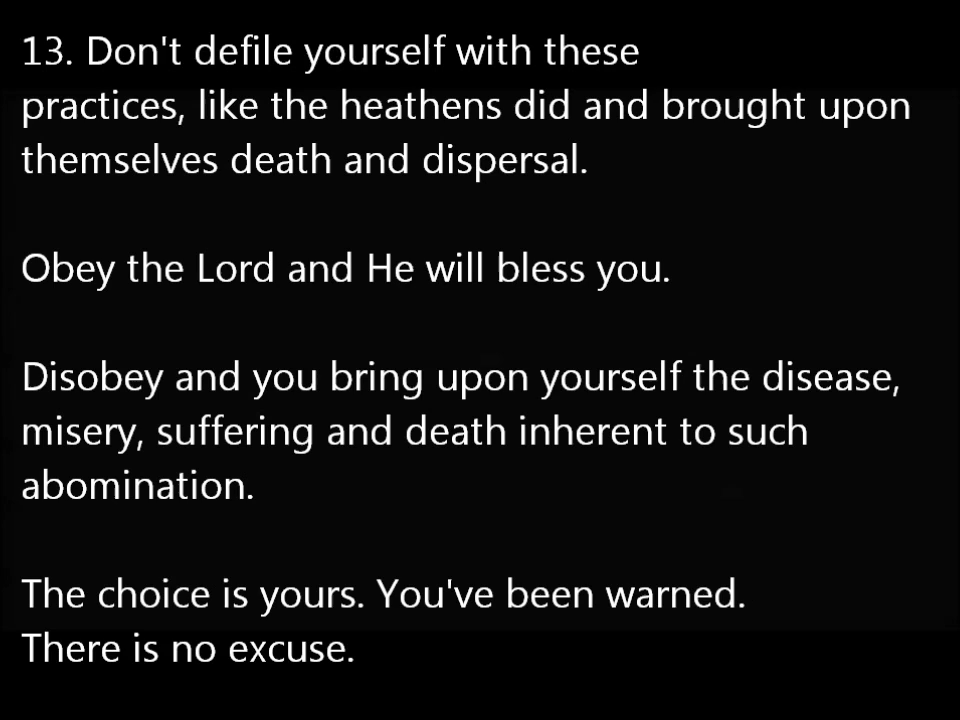 13. Don't defile yourself with these
practices, like the heathens did and brought upon
themselves death and dispersal.
Obey the Lord and He will bless you.
Disobey and you bring upon yourself the disease,
misery, suffering and death inherent to such
abomination.
The choice is yours. You've been warned.
There is no excuse.